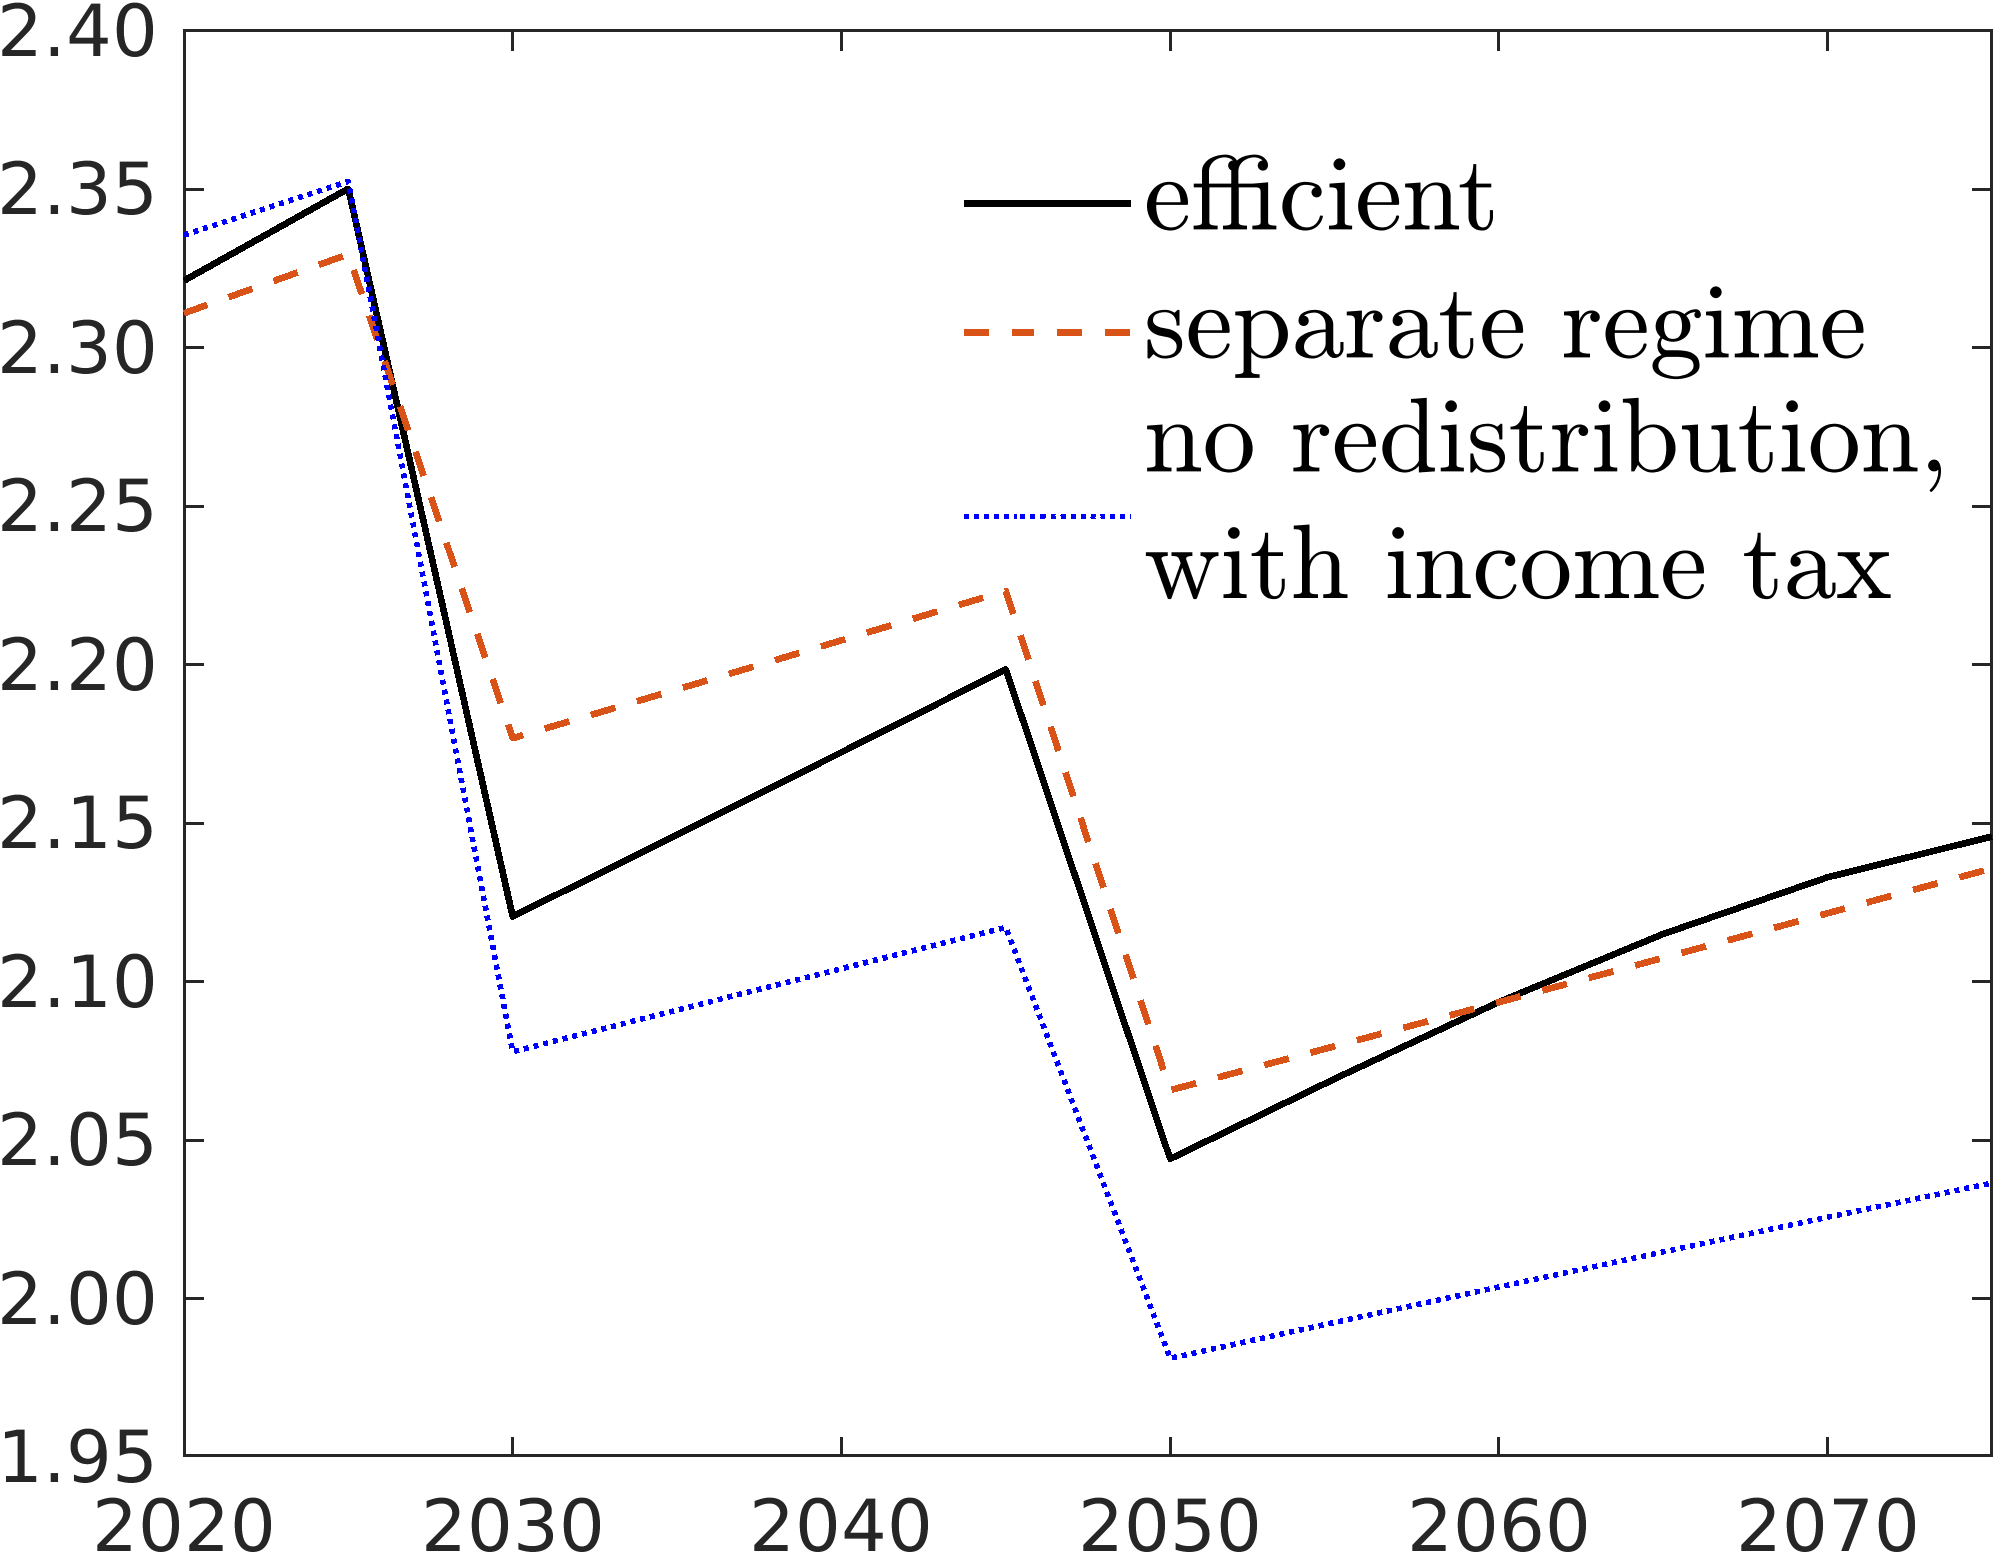 2.40
2.35
2.30
2.25
2.20
2.15
2.10
2.05
2.00
1.95
2020 2030 2040 2050 2060 2070
efficient
separate regime
no redistribution,
with income tax